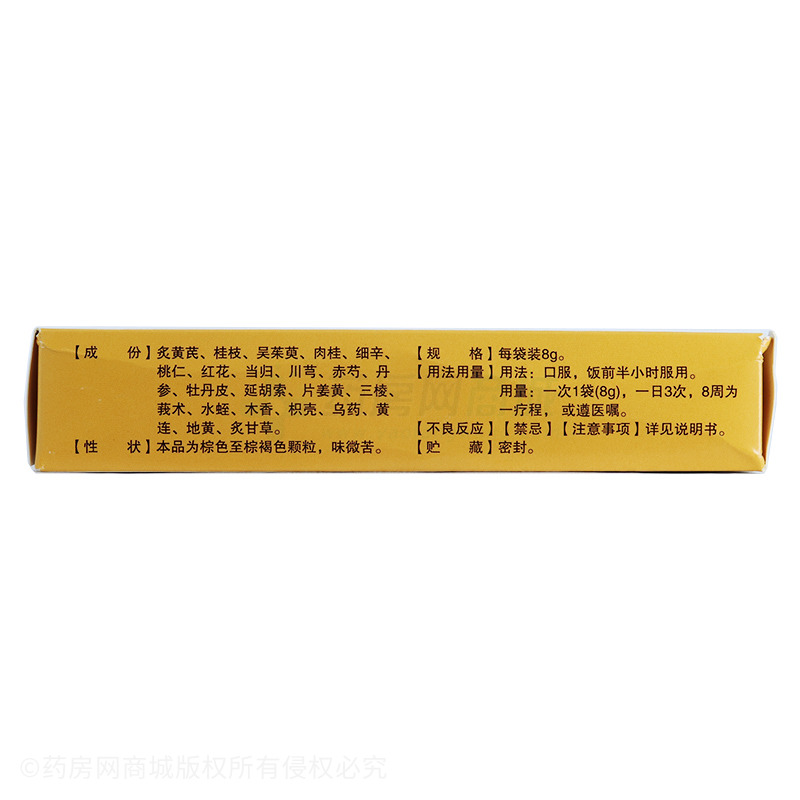 【成 份】炙黄芪、桂枝、吴茱萸、肉桂、细辛、
桃仁、红花、当归、川芎、赤芍、丹
参、牡丹皮、延胡索、片姜黄、三棱、
莪术、水蛭、木香、枳壳、乌药、黄
连、地黄、炙甘草。
【性 状】本品为棕色至棕褐色颗粒，味微苦。
【规 格】每袋装8g。
【用法用量】用法：口服，饭前半小时服用。
用量：一次1袋(8g)，一日3次，8周为
一疗程，或遵医嘱。
【不良反应】【禁忌】【注意事项】详见说明书。
【贮 藏】密封。
©药房网商城版权所有侵权必究